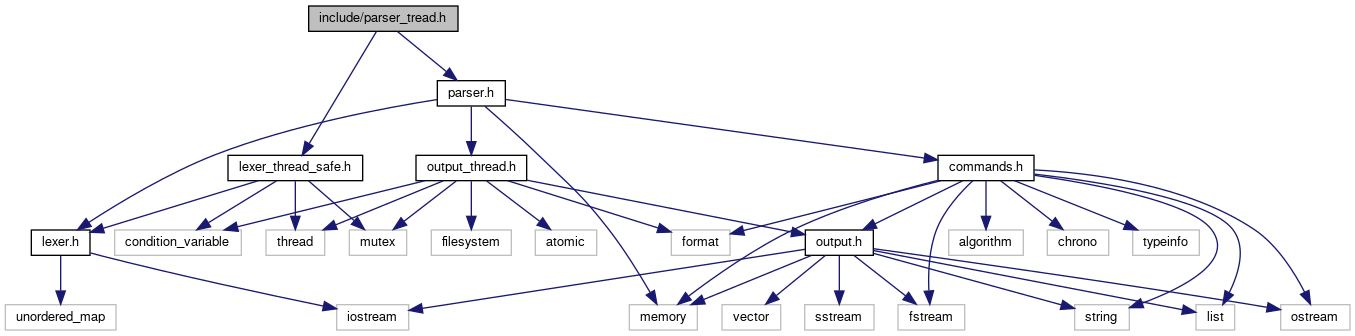 include/parser_tread.h
parser.h
lexer_thread_safe.h
output_thread.h
commands.h
lexer.h
condition_variable
thread
mutex
filesystem
atomic
format
output.h
algorithm
chrono
typeinfo
unordered_map
iostream
memory
vector
sstream
fstream
string
list
ostream